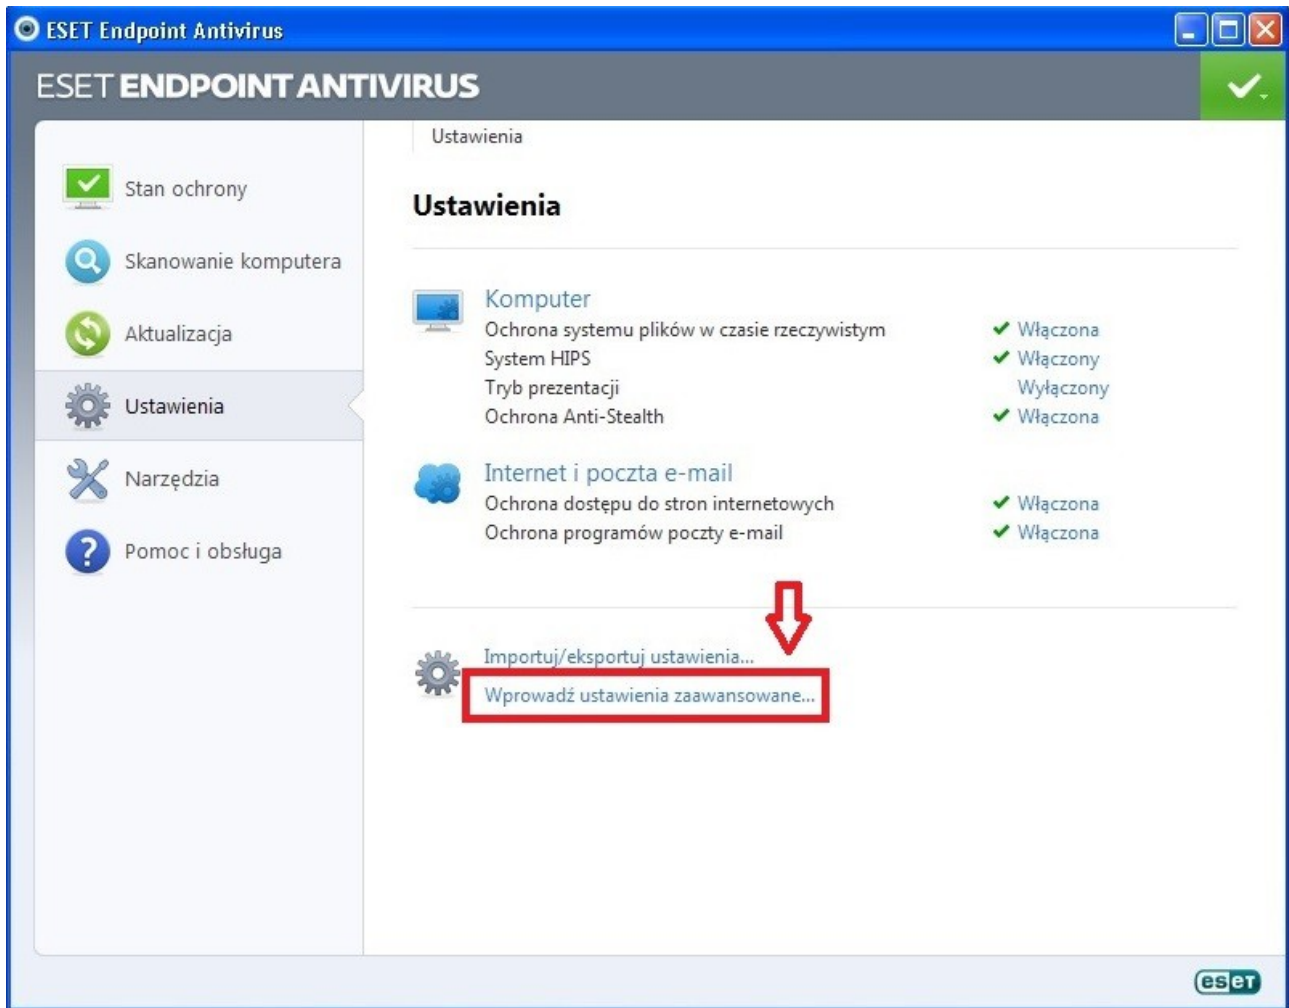 ESET Endpoint Antivirus
ESET ENDPOINT ANTIVIRUS
Ustawienia
Stan ochrony
Skanowanie komputera
Aktualizacja
Ustawienia
Narzędzia
Pomoc i obsługa
Ustawienia
Komputer
Ochrona systemu plików w czasie rzeczywistym Włączona
System HIPS Włączony
Tryb prezentacji Wyłączony
Ochrona Anti-Stealth Włączona
Internet i poczta e-mail
Ochrona dostępu do stron internetowych Włączona
Ochrona programów poczty e-mail Włączona
Importuj/eksportuj ustawienia...
Wprowadź ustawienia zaawansowane...
eset